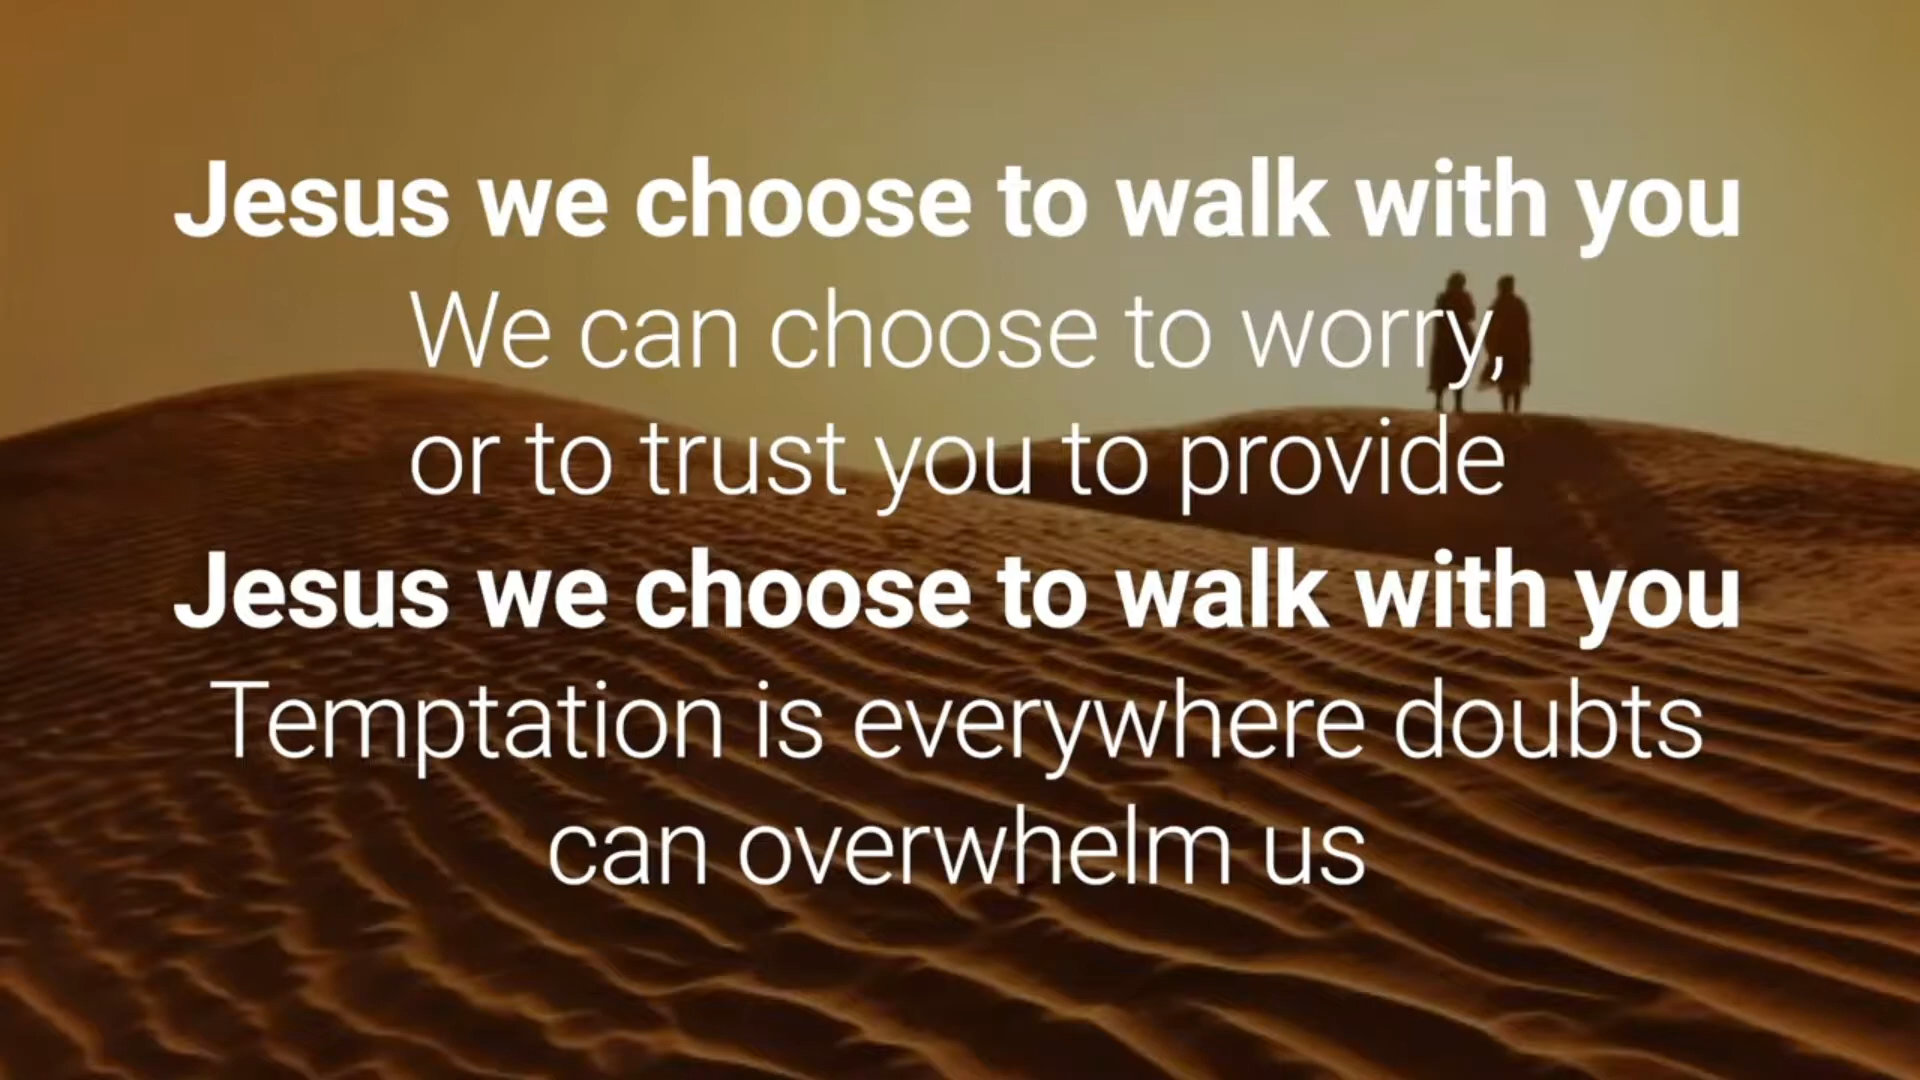 Jesus we choose to walk with you
We can choose to worry,
or to trust you to provide
Jesus we choose to walk with you
Temptation is everywhere doubts
can overwhelm us